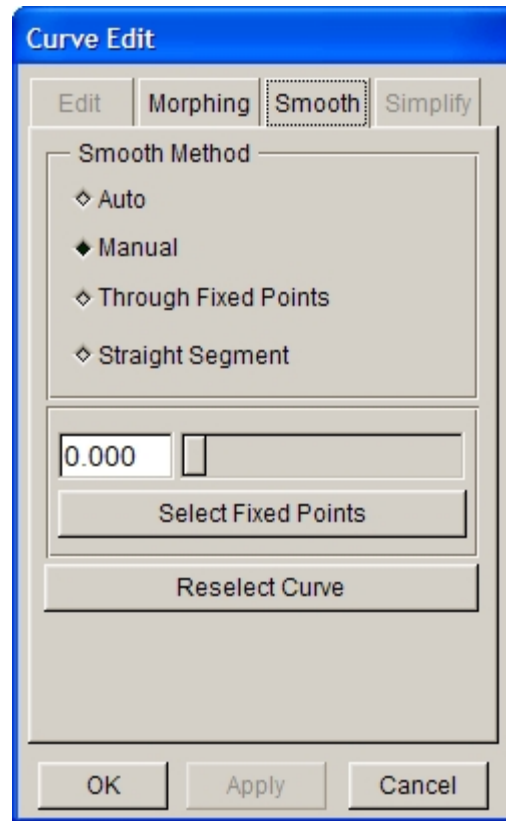 Curve Edit
Edit Morphing Smooth Simplify
Smooth Method
Auto
Manual
Through Fixed Points
Straight Segment
0.000
Select Fixed Points
Reselect Curve
OK Apply Cancel